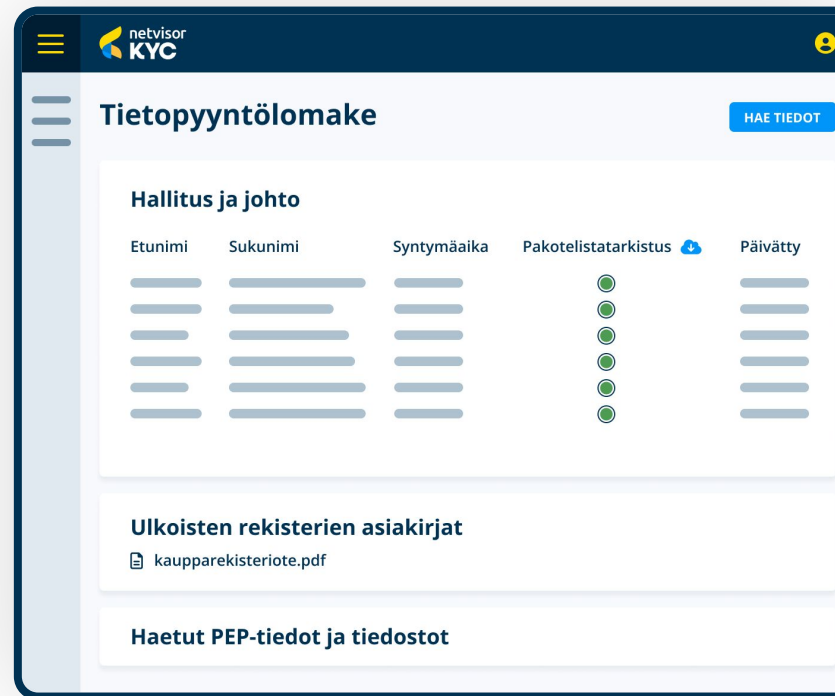 netvisor
KYC
Tietopyyntölomake
HAE TIEDOT
Hallitus ja johto
Etunimi Sukunimi Syntymäaika Pakotelistatarkistus Päivätty
Ulkoisten rekisterien asiakirjat
kaupparekisteriote.pdf
Haetut PEP-tiedot ja tiedostot